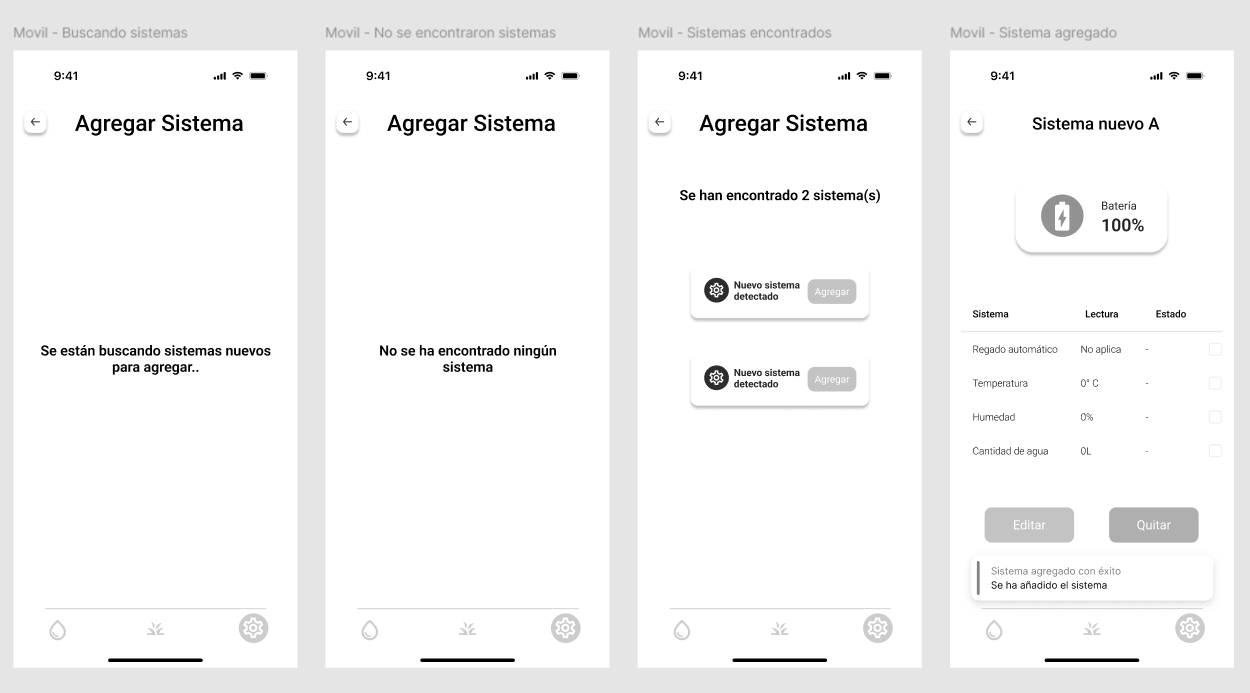 Movil - Buscando sistemas
9:41
Agregar Sistema
Se están buscando sistemas nuevos
para agregar..
Movil - No se encontraron sistemas
9:41
Agregar Sistema
No se ha encontrado ningún
sistema
Movil - Sistemas encontrados
9:41
Agregar Sistema
Se han encontrado 2 sistema(s)
Nuevo sistema
detectado
Agregar
Nuevo sistema
detectado
Agregar
Movil - Sistema agregado
9:41
Sistema nuevo A
Batería
100%
Sistema Lectura Estado
Regado automático No aplica -
Temperatura 0° C -
Humedad 0% -
Cantidad de agua 0L -
Editar Quitar
Sistema agregado con éxito
Se ha añadido el sistema